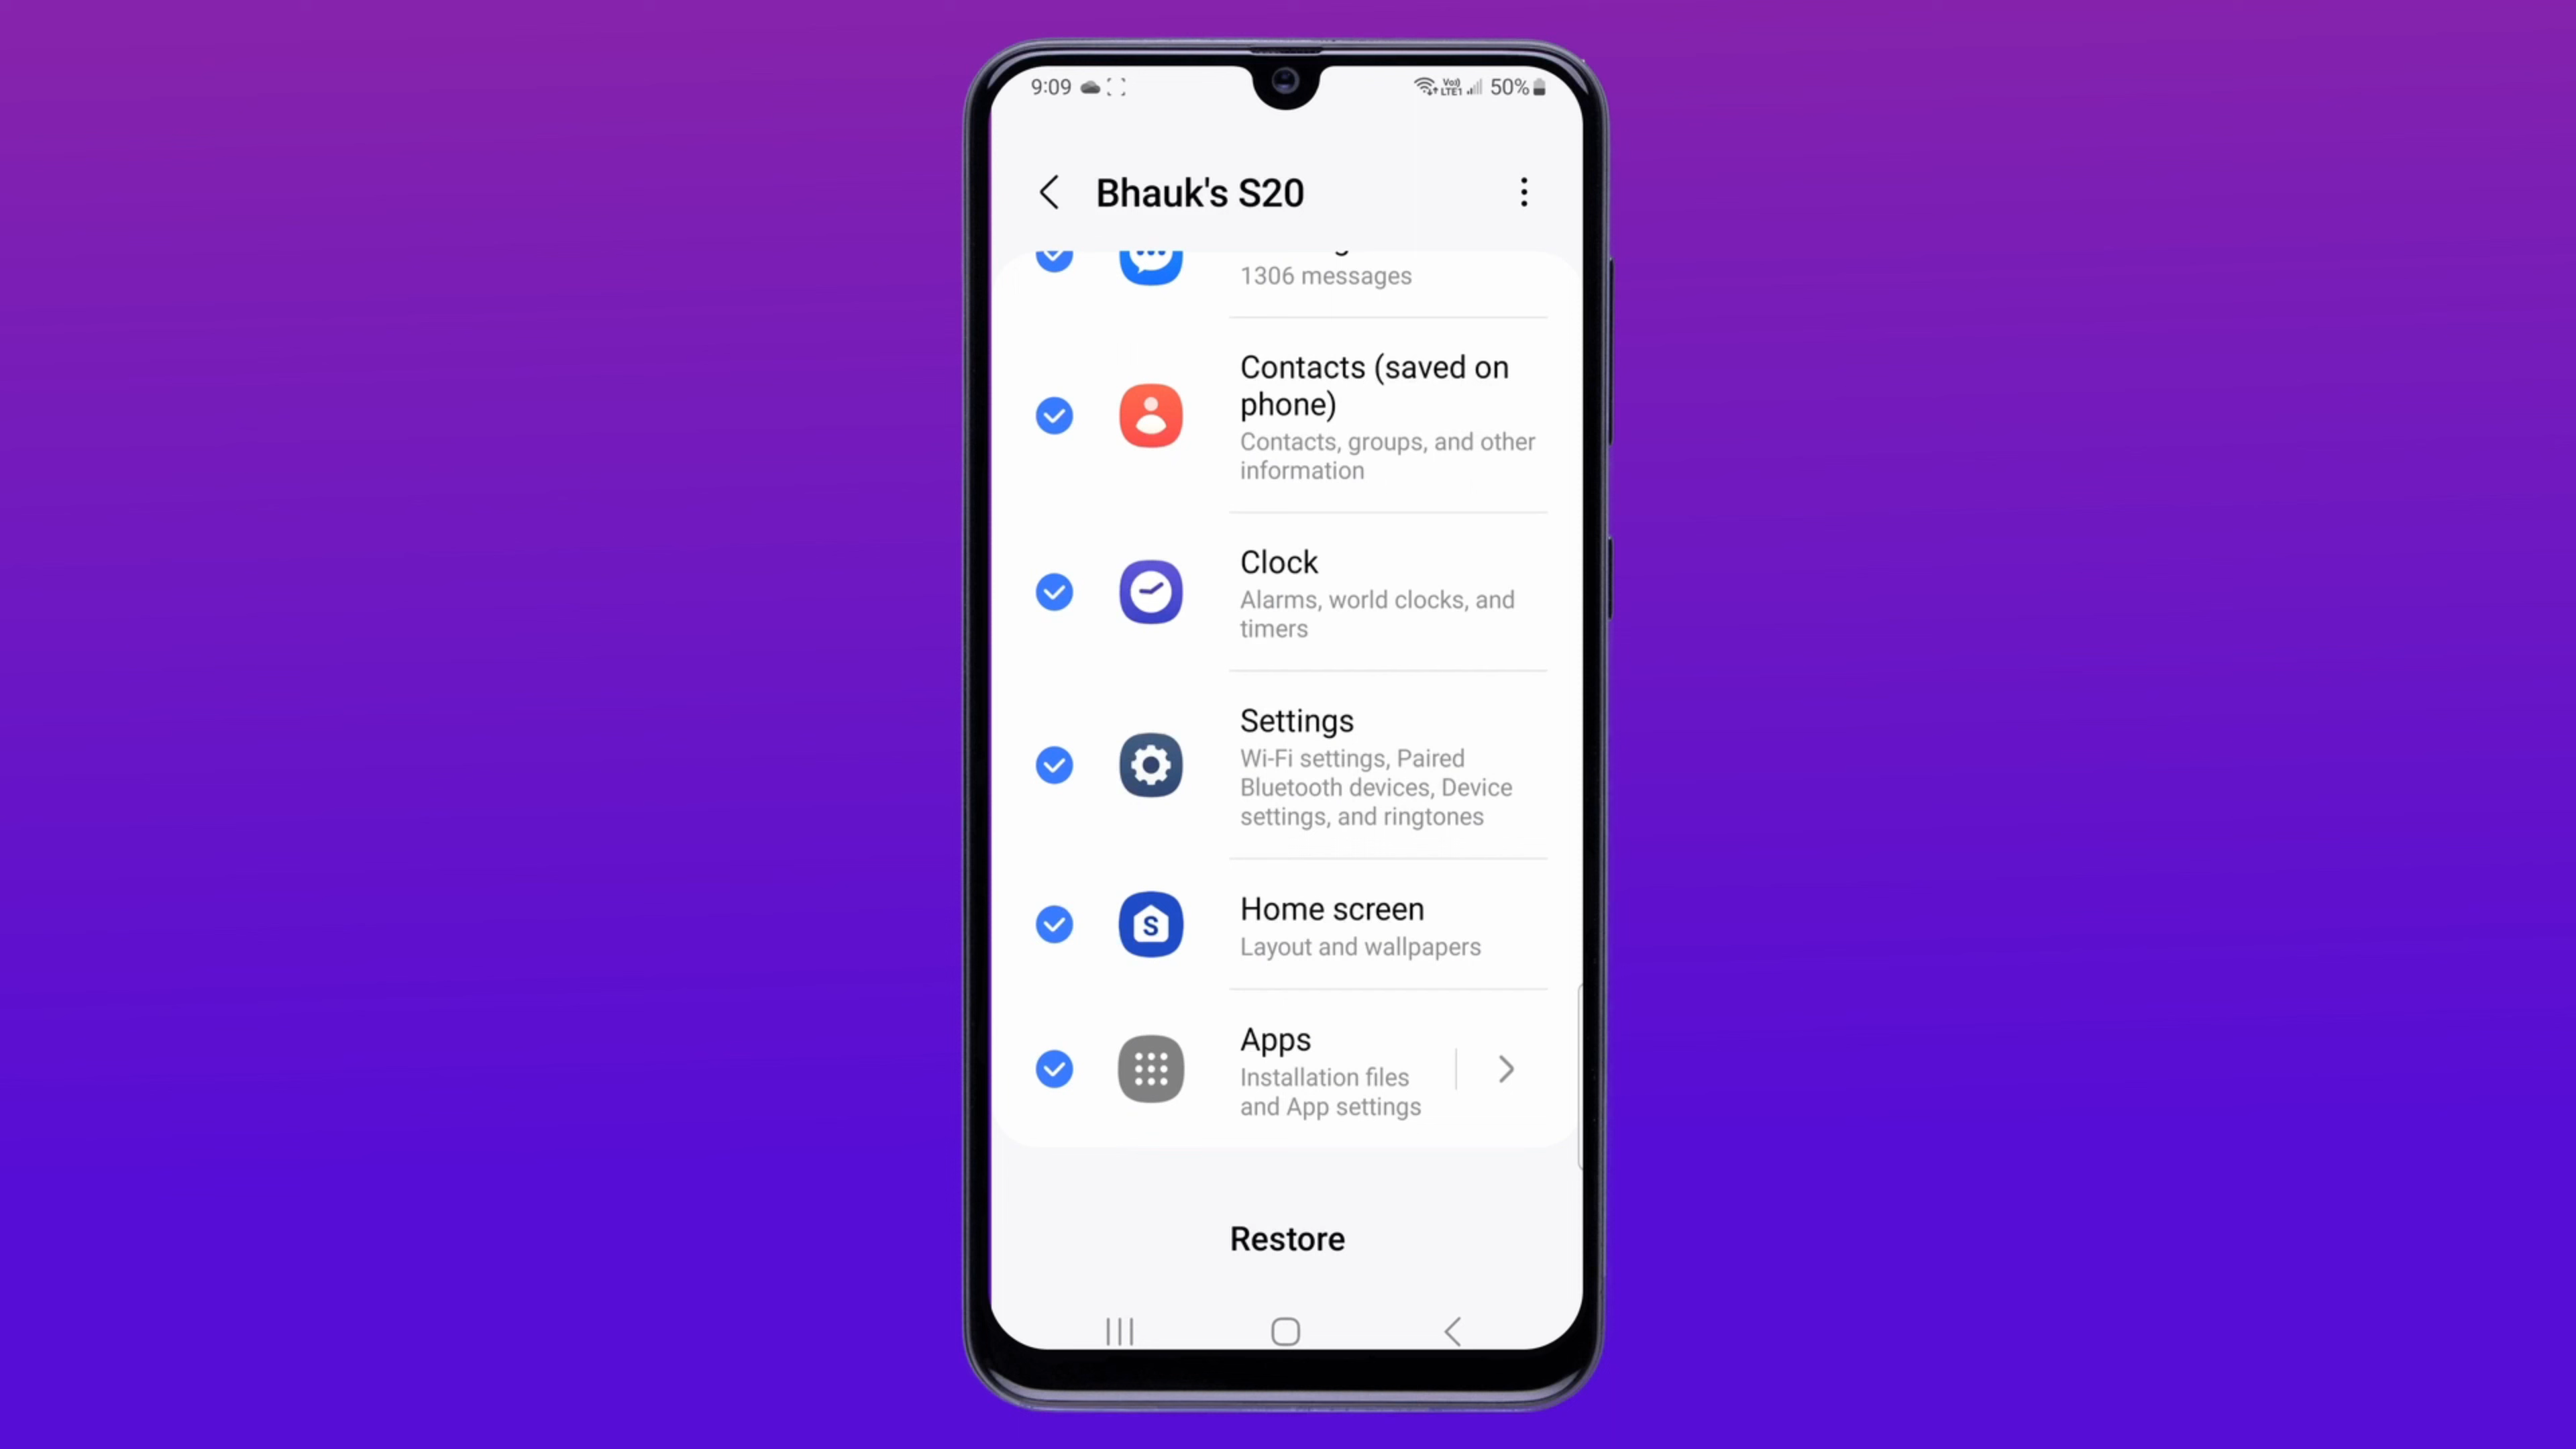 9:09
Vo))
LTE1
50%
Bhauk's S20
1306 messages
Contacts (saved on
phone)
Contacts, groups, and other
information
Clock
Alarms, world clocks, and
timers
Settings
Wi-Fi settings, Paired
Bluetooth devices, Device
settings, and ringtones
Home screen
S
Layout and wallpapers
Apps
Installation files
and App settings
Restore